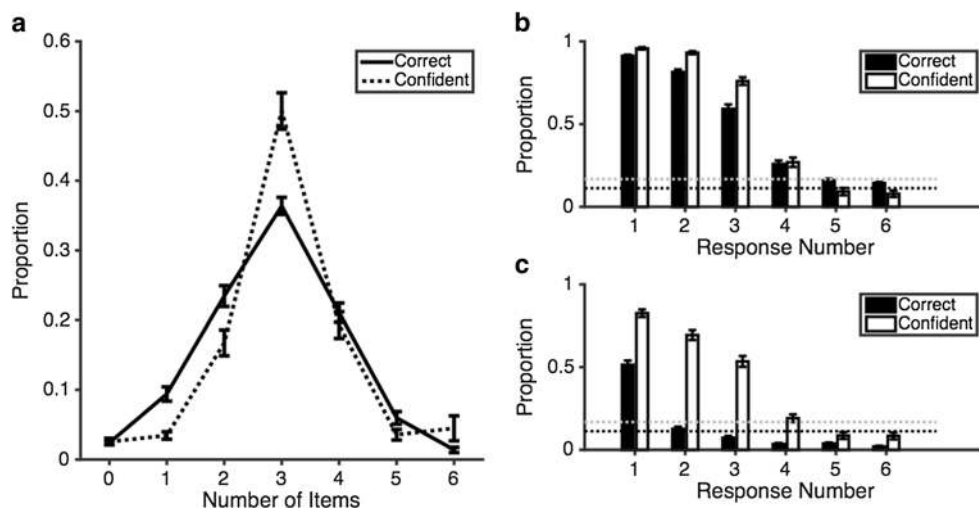 a
0.6
0.5
0.4
0.3
0.2
0.1
0
Proportion
Correct
Confident
0 1 2 3 4 5 6
Number of Items
b
1
0.5
0
Proportion
Correct
Confident
1 2 3 4 5 6
Response Number
c
1
0.5
0
Proportion
Correct
Confident
1 2 3 4 5 6
Response Number